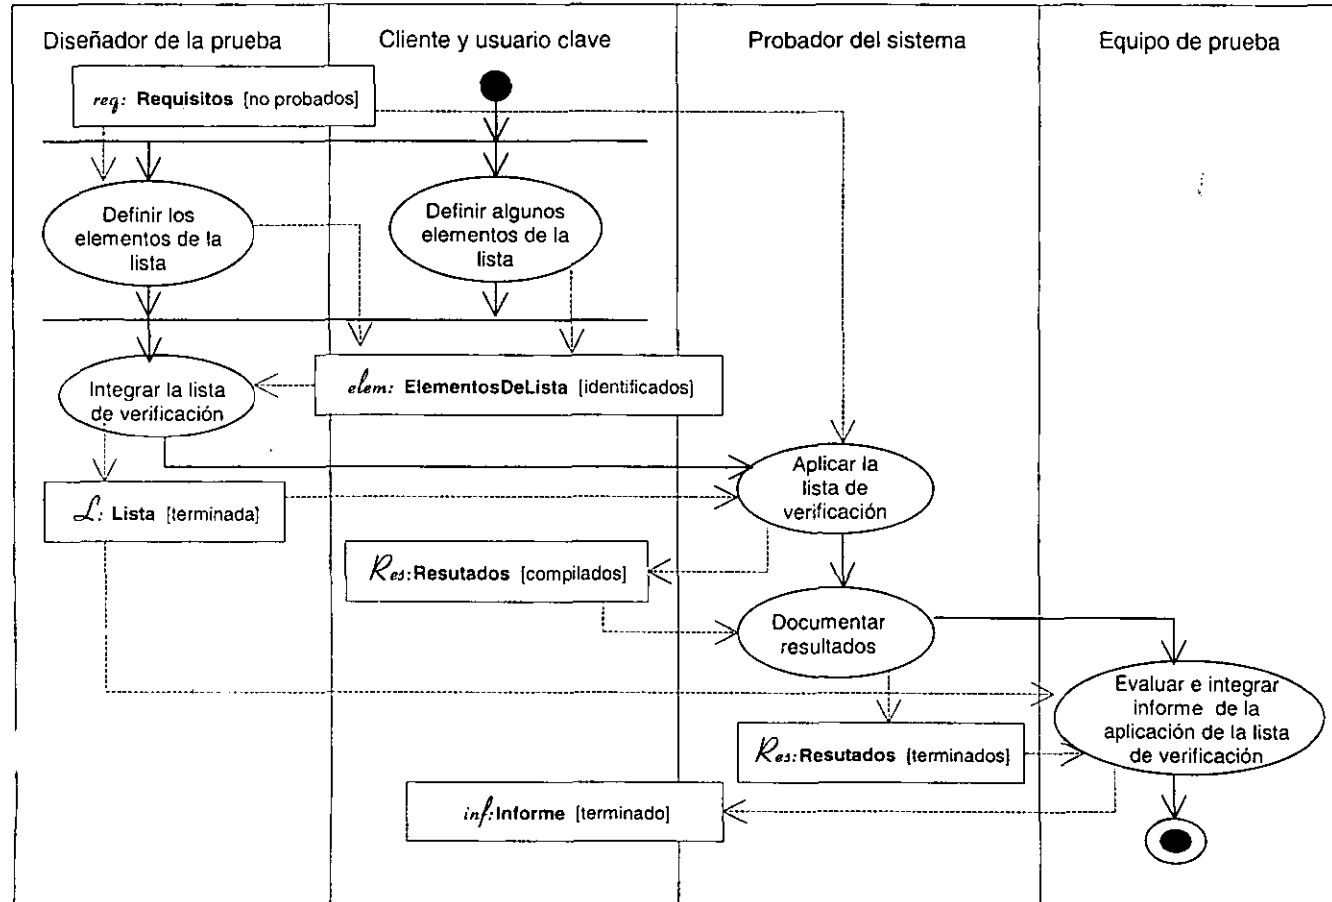 Diseñador de la prueba
Cliente y usuario clave
Probador del sistema
Equipo de prueba
req: Requisitos [no probados]
Definir los
elementos de la
lista
Definir algunos
elementos de la
lista
Integrar la lista
de verificación
elem: ElementosDeLista [identificados]
Aplicar la
lista de
verificación
L: Lista [terminada]
Res:Resutados [compilados]
Documentar
resultados
Evaluar e integrar
informe de la
aplicación de la lista
de verificación
Res:Resutados [terminados]
inf:Informe [terminado]